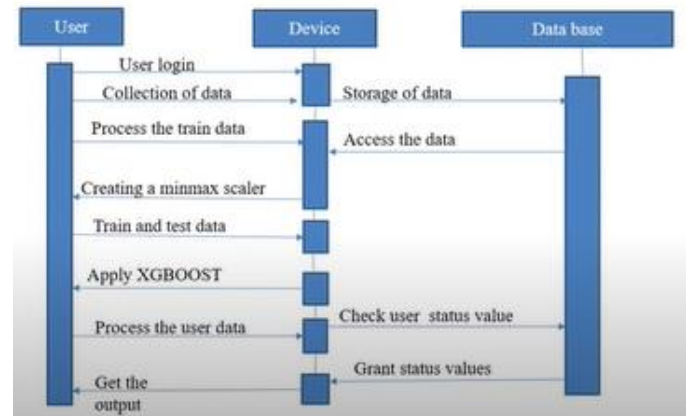 User
Device
Data base
User login
Collection of data
Storage of data
Process the train data
Access the data
Creating a minmax scaler
Train and test data
Apply XGBOOST
Check user status value
Process the user data
Grant status values
Get the
output